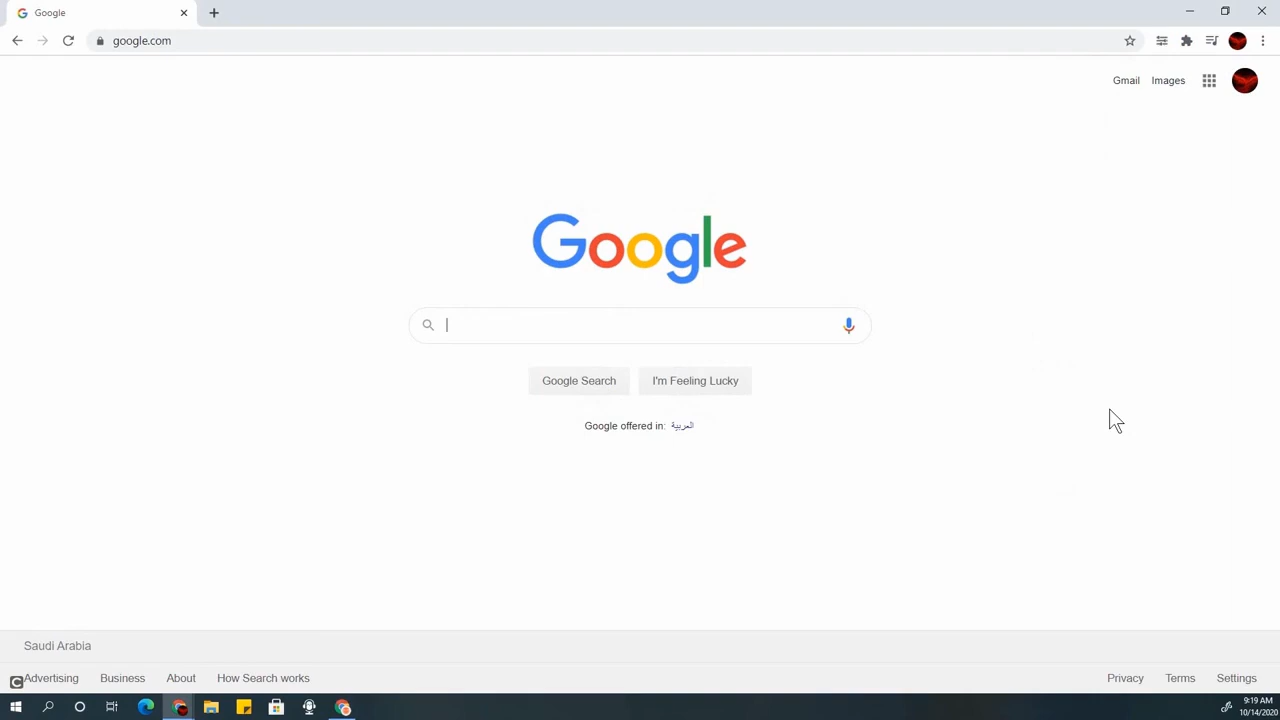 Google
google.com
Gmail Images
Google
Google Search I'm Feeling Lucky
Google offered in: العربية
Saudi Arabia
Advertising Business About How Search works
Privacy Terms Settings
9:19 AM
10/14/2020